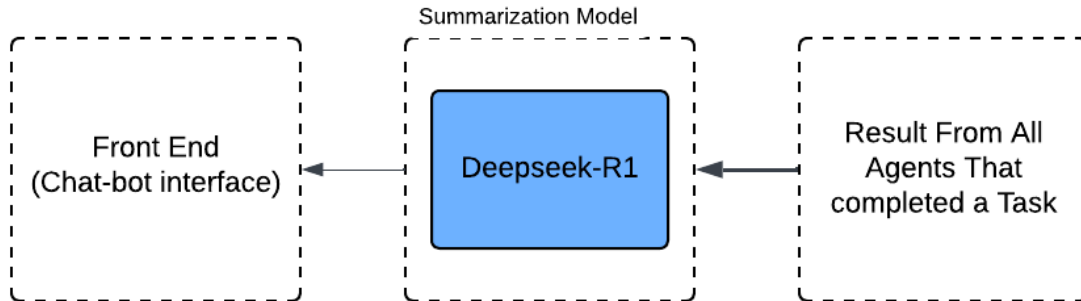 Summarization Model
Front End
(Chat-bot interface)
Deepseek-R1
Result From All
Agents That
completed a Task